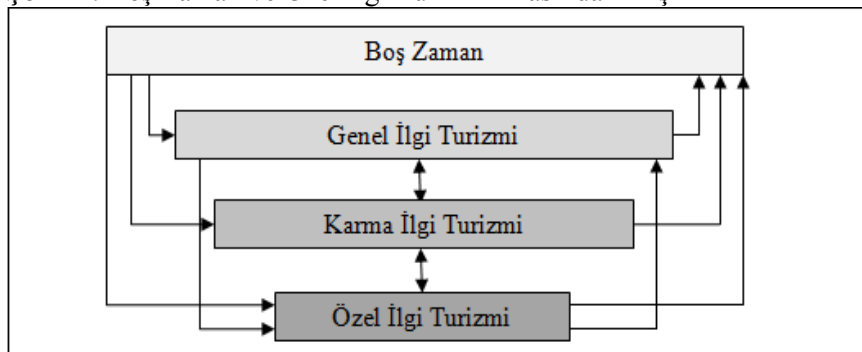 Boş Zaman
Genel İlgi Turizmi
Karma İlgi Turizmi
Özel İlgi Turizmi